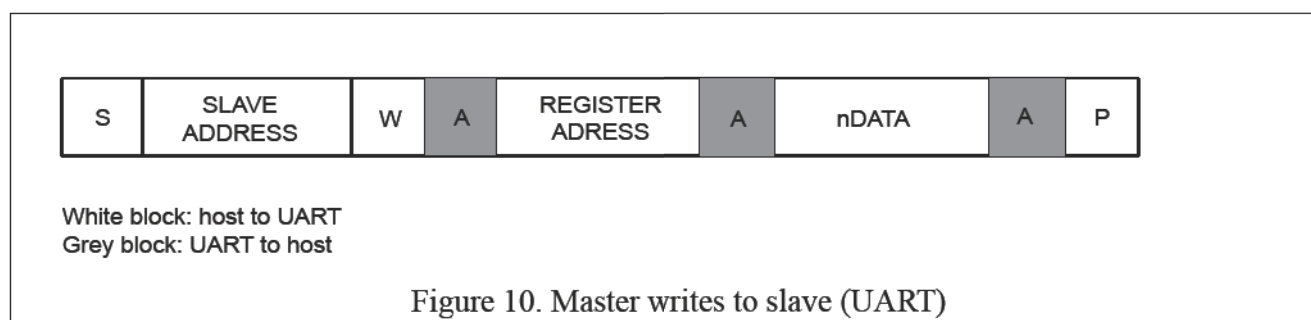 S SLAVE ADDRESS W A REGISTER ADRESS A nDATA A P
White block: host to UART
Grey block: UART to host
Figure 10. Master writes to slave (UART)